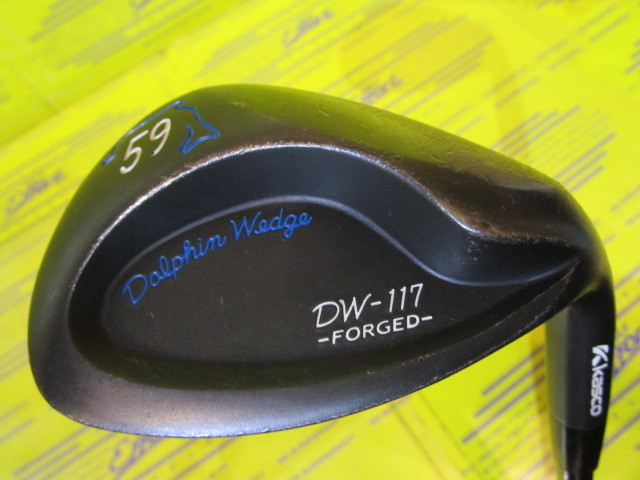 59
Dolphin Wedge
DW-117
-FORGED-
Kasco